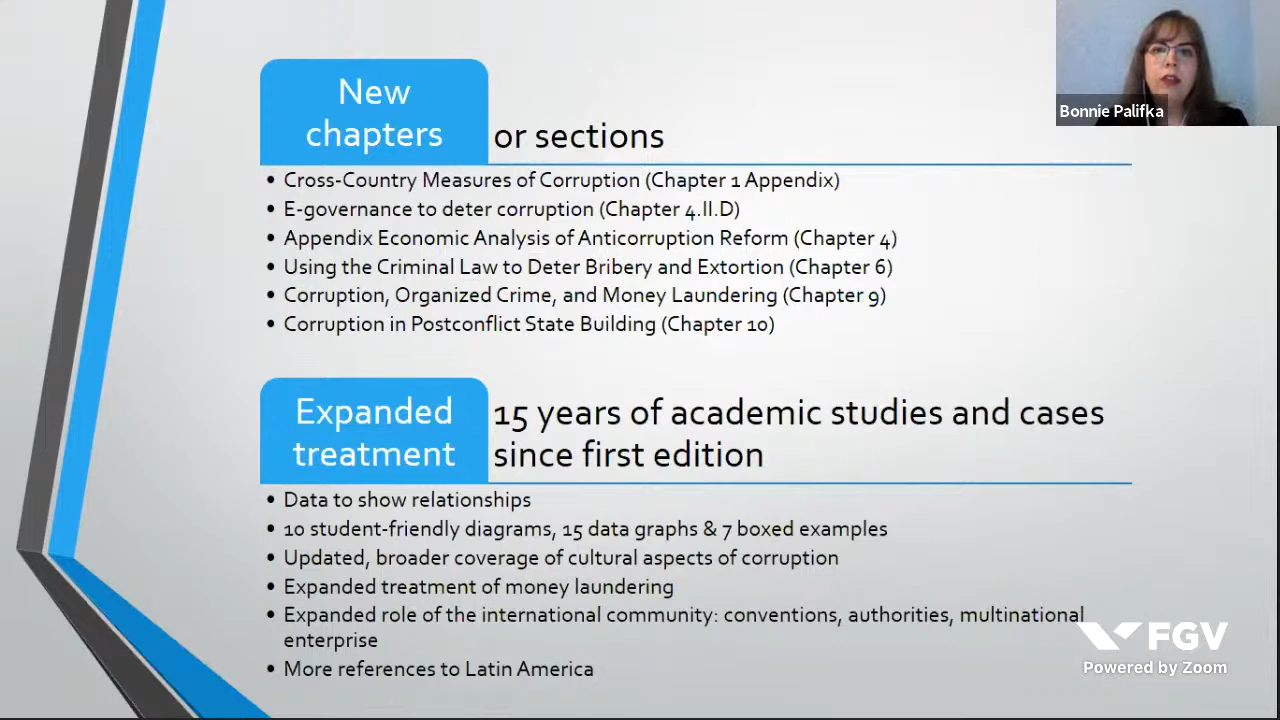 New
chapters
or sections
• Cross-Country Measures of Corruption (Chapter 1 Appendix)
• E-governance to deter corruption (Chapter 4.II.D)
• Appendix Economic Analysis of Anticorruption Reform (Chapter 4)
• Using the Criminal Law to Deter Bribery and Extortion (Chapter 6)
• Corruption, Organized Crime, and Money Laundering (Chapter 9)
• Corruption in Postconflict State Building (Chapter 10)
Expanded
treatment
15 years of academic studies and cases
since first edition
• Data to show relationships
• 10 student-friendly diagrams, 15 data graphs & 7 boxed examples
• Updated, broader coverage of cultural aspects of corruption
• Expanded treatment of money laundering
• Expanded role of the international community: conventions, authorities, multinational
enterprise
• More references to Latin America
Bonnie Palifka
FGV
Powered by Zoom